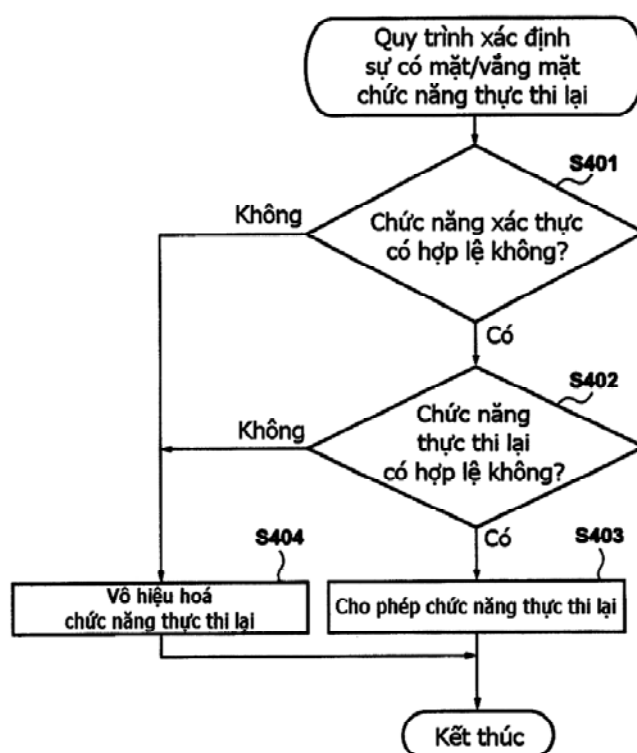 Quy trình xác định
sự có mặt/vắng mặt
chức năng thực thi lại
S401
Không
Chức năng xác thực
có hợp lệ không?
Có
S402
Không
Chức năng
thực thi lại
có hợp lệ không?
Có
S404
S403
Vô hiệu hoá
chức năng thực thi lại
Cho phép chức năng thực thi lại
Kết thúc